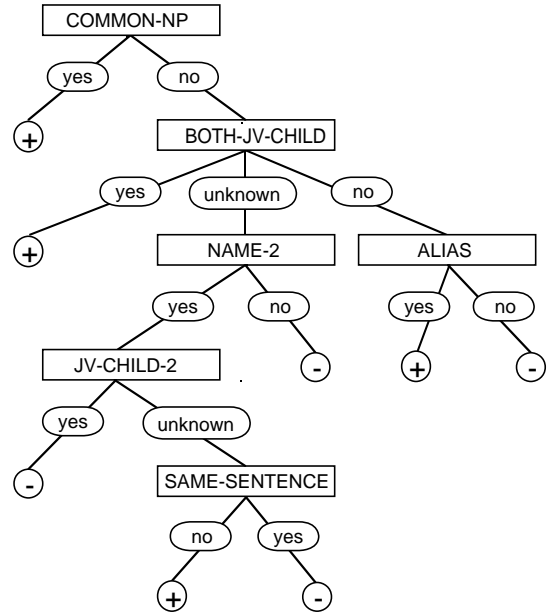 COMMON-NP
yes no
+
BOTH-JV-CHILD
yes unknown no
+
NAME-2 ALIAS
yes no yes no
JV-CHILD-2 - + -
yes unknown
-
SAME-SENTENCE
no yes
+ -